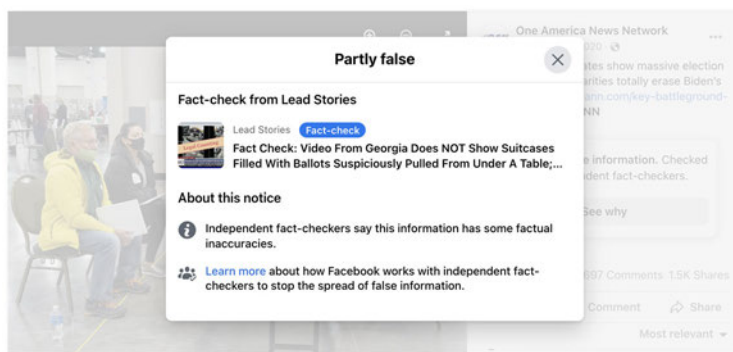 Partly false
Fact-check from Lead Stories
Lead Stories Fact-check
Fact Check: Video From Georgia Does NOT Show Suitcases
Filled With Ballots Suspiciously Pulled From Under A Table;...
About this notice
Independent fact-checkers say this information has some factual
inaccuracies.
Learn more about how Facebook works with independent fact-
checkers to stop the spread of false information.
One America News Network
2020
tes show massive election
arities totally erase Biden's
ann.com/key-battleground-
NN
e information. Checked
dent fact-checkers.
See why
697 Comments 1.5K Shares
Comment Share
Most relevant